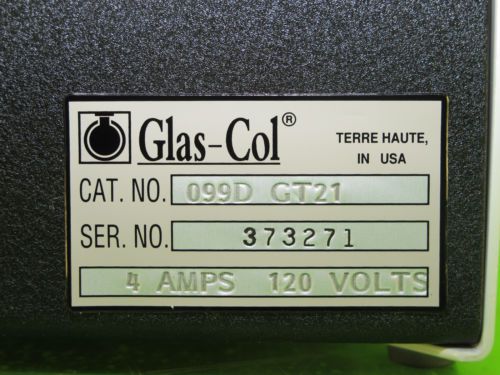 Glas-Col®
TERRE HAUTE,
IN USA
CAT. NO. 099D GT21
SER. NO. 373271
4 AMPS 120 VOLTS